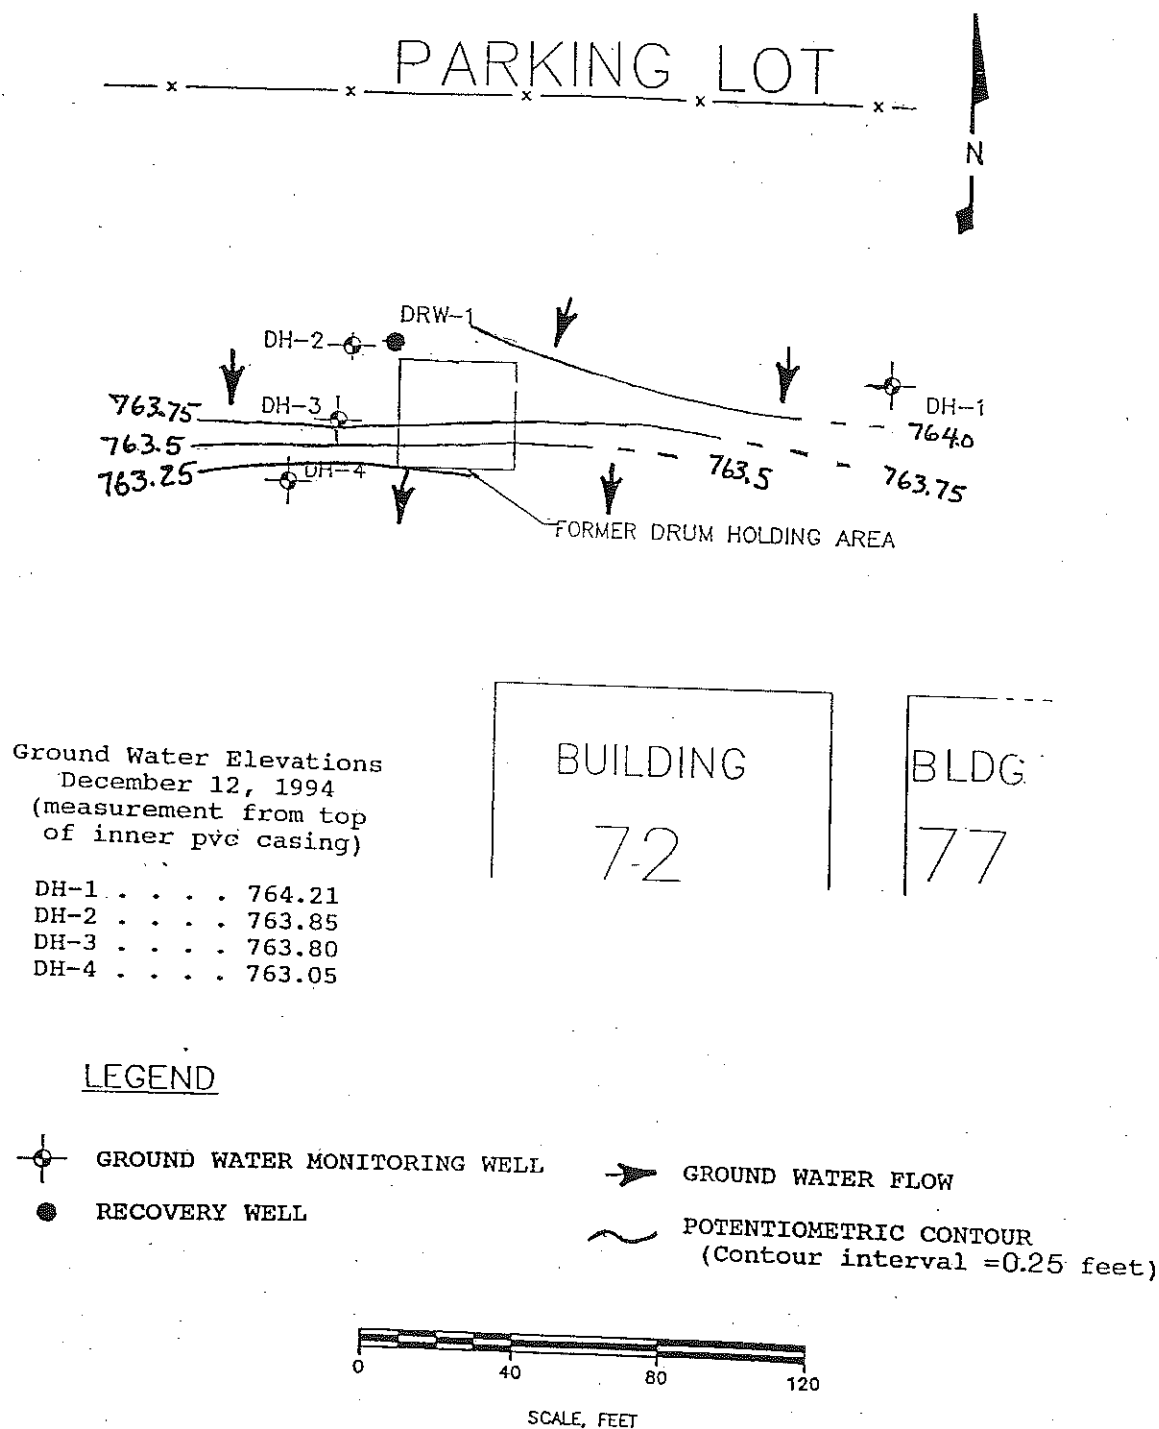 PARKING LOT
x x x x x
N
DRW-1
DH-2
DH-1
763.75
DH-3
764.0
763.5
763.25
DH-4
763.5
763.75
FORMER DRUM HOLDING AREA
BUILDING
72
BLDG
77
Ground Water Elevations
December 12, 1994
(measurement from top
of inner pvc casing)
DH-1 . . . . 764.21
DH-2 . . . . 763.85
DH-3 . . . . 763.80
DH-4 . . . . 763.05
LEGEND
GROUND WATER MONITORING WELL
RECOVERY WELL
GROUND WATER FLOW
POTENTIOMETRIC CONTOUR
(Contour interval =0.25 feet)
0 40 80 120
SCALE, FEET